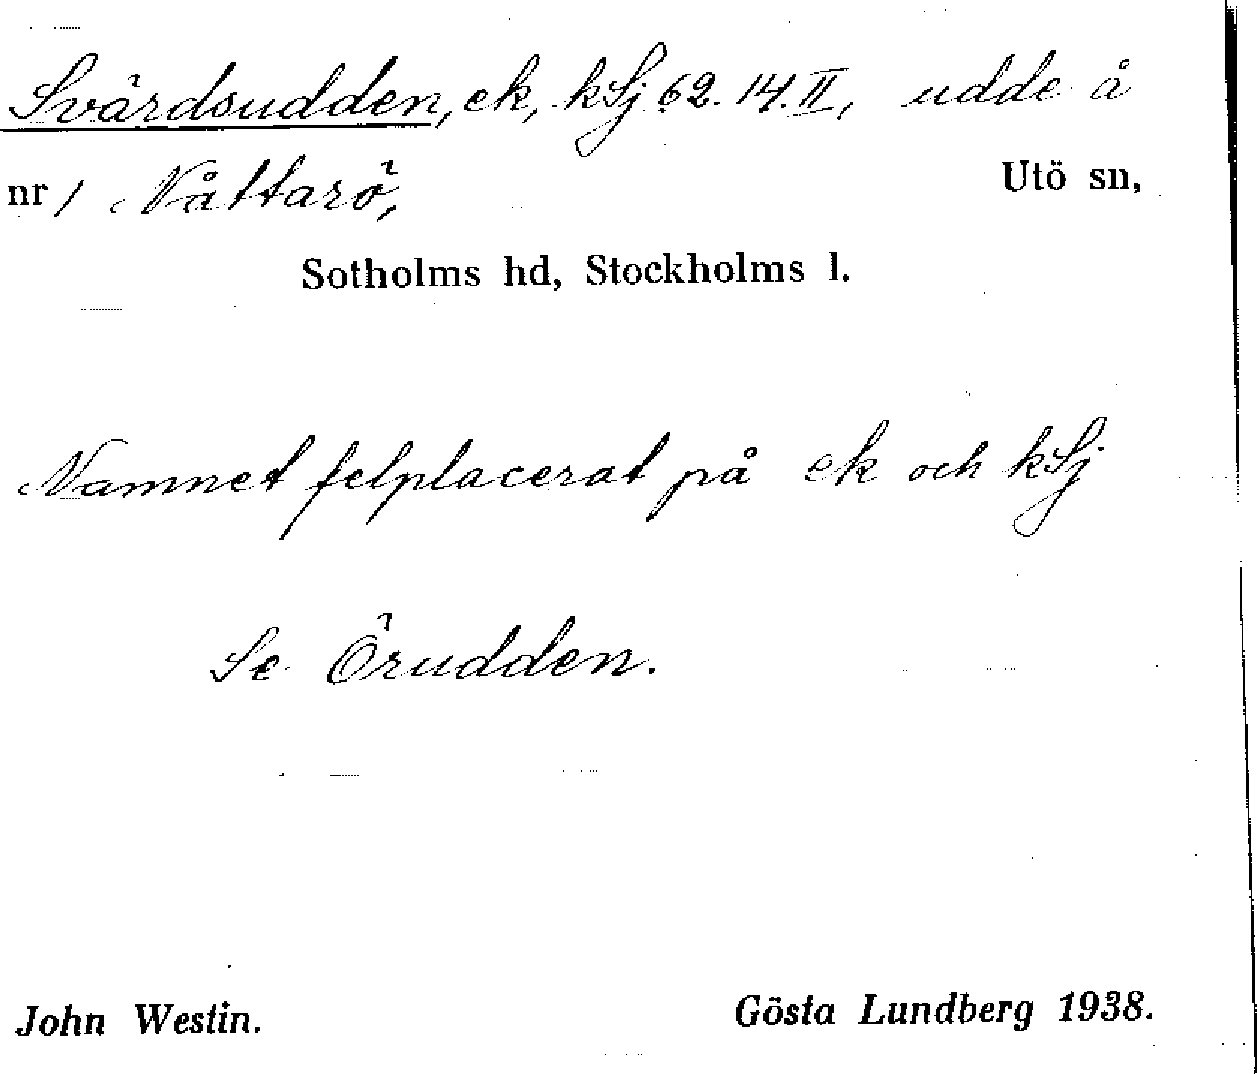 Svärdsudden, ek, kSj 62. 14. II, udde å
nr 1 Nåttarö, Utö sn,
Sotholms hd, Stockholms l.
Namnet felplacerat på ek och kSj
Se Örudden.
John Westin. Gösta Lundberg 1938.